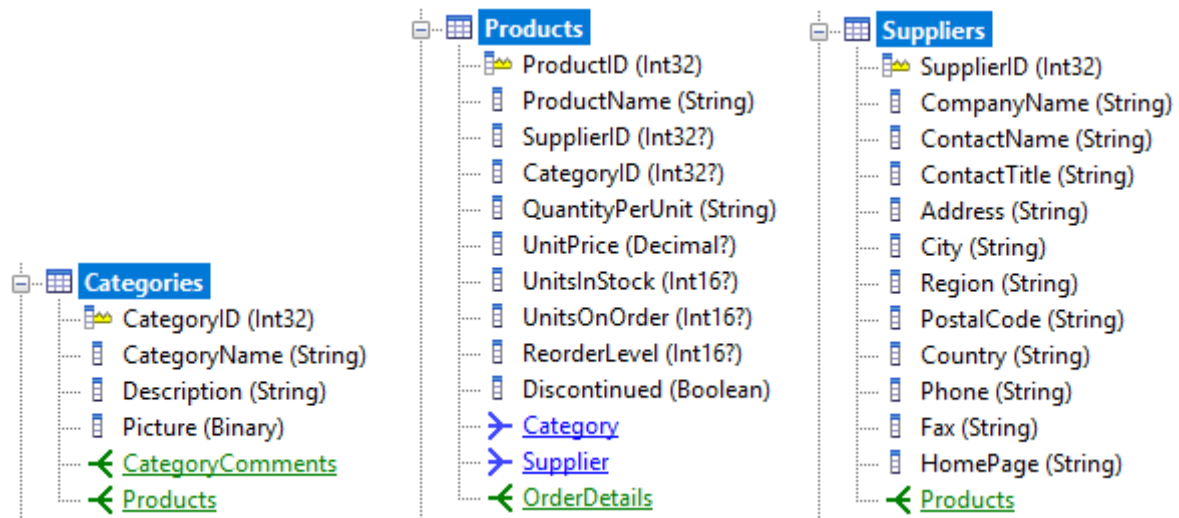 Categories
CategoryID (Int32)
CategoryName (String)
Description (String)
Picture (Binary)
CategoryComments
Products
Products
ProductID (Int32)
ProductName (String)
SupplierID (Int32?)
CategoryID (Int32?)
QuantityPerUnit (String)
UnitPrice (Decimal?)
UnitsInStock (Int16?)
UnitsOnOrder (Int16?)
ReorderLevel (Int16?)
Discontinued (Boolean)
Category
Supplier
OrderDetails
Suppliers
SupplierID (Int32)
CompanyName (String)
ContactName (String)
ContactTitle (String)
Address (String)
City (String)
Region (String)
PostalCode (String)
Country (String)
Phone (String)
Fax (String)
HomePage (String)
Products